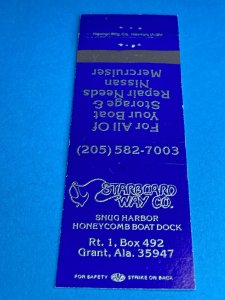 For All Of
Your Boat
Storage &
Repair Needs
Nissan
Mercruiser
(205) 582-7003
STARBOARD
WAY CO.
SNUG HARBOR
HONEYCOMB BOAT DOCK
Rt. 1, Box 492
Grant, Ala. 35947
FOR SAFETY STRIKE ON BACK